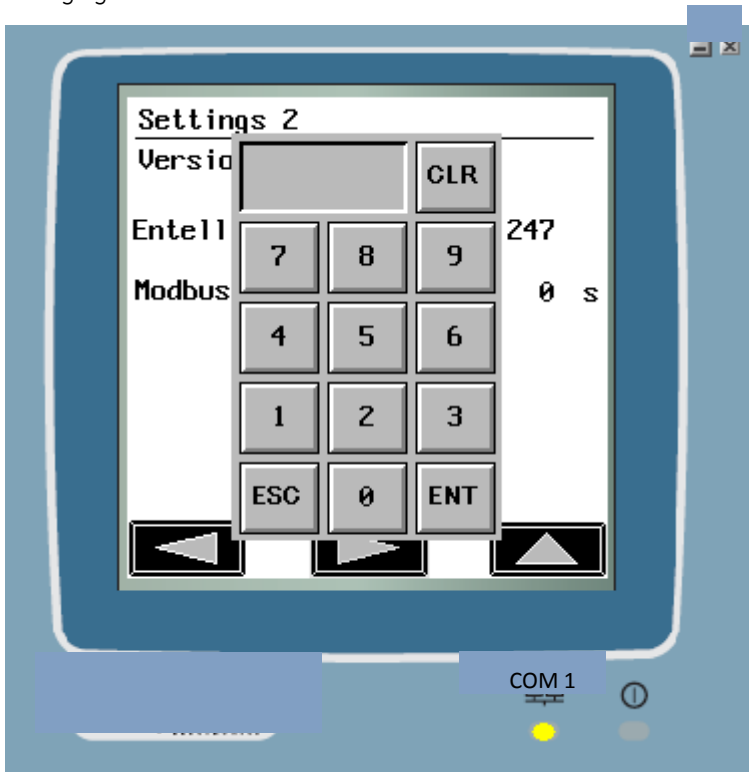 Settings 2
Versio
CLR
Entell 247
7 8 9
Modbus 0 s
4 5 6
1 2 3
ESC 0 ENT
COM 1